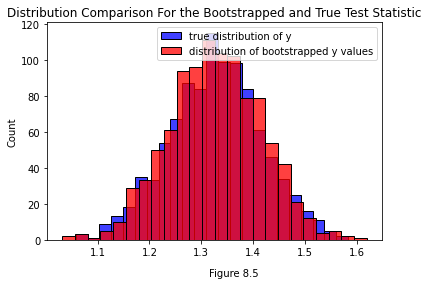 Distribution Comparison For the Bootstrapped and True Test Statistic
true distribution of y
distribution of bootstrapped y values
120
100
80
60
40
20
0
Count
1.1 1.2 1.3 1.4 1.5 1.6
Figure 8.5